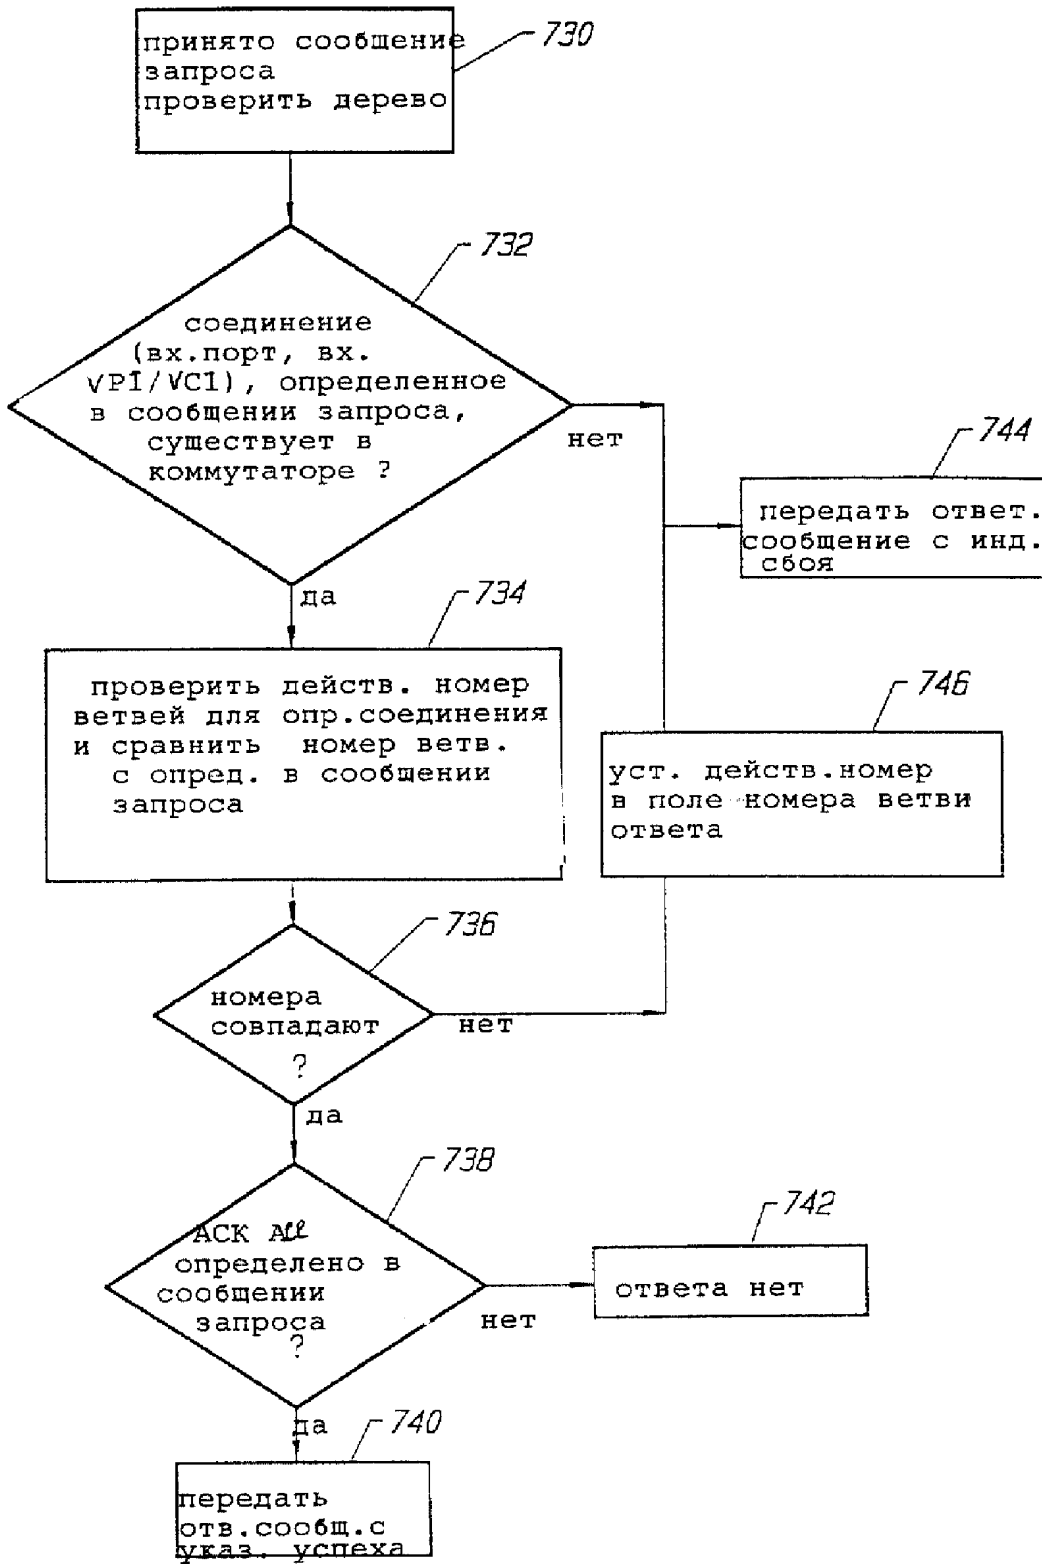 принято сообщение
запроса
проверить дерево
730
732
соединение
(вх.порт, вх.
VPI/VCI), определенное
в сообщении запроса,
существует в
коммутаторе ?
нет
744
передать ответ.
сообщение с инд.
сбоя
да
734
проверить действ. номер
ветвей для опр.соединения
и сравнить номер ветв.
с опред. в сообщении
запроса
746
уст. действ.номер
в поле номера ветви
ответа
736
номера
совпадают
?
нет
да
738
ACK All
определено в
сообщении
запроса
?
нет
742
ответа нет
да
740
передать
отв.сообщ.с
указ. успеха